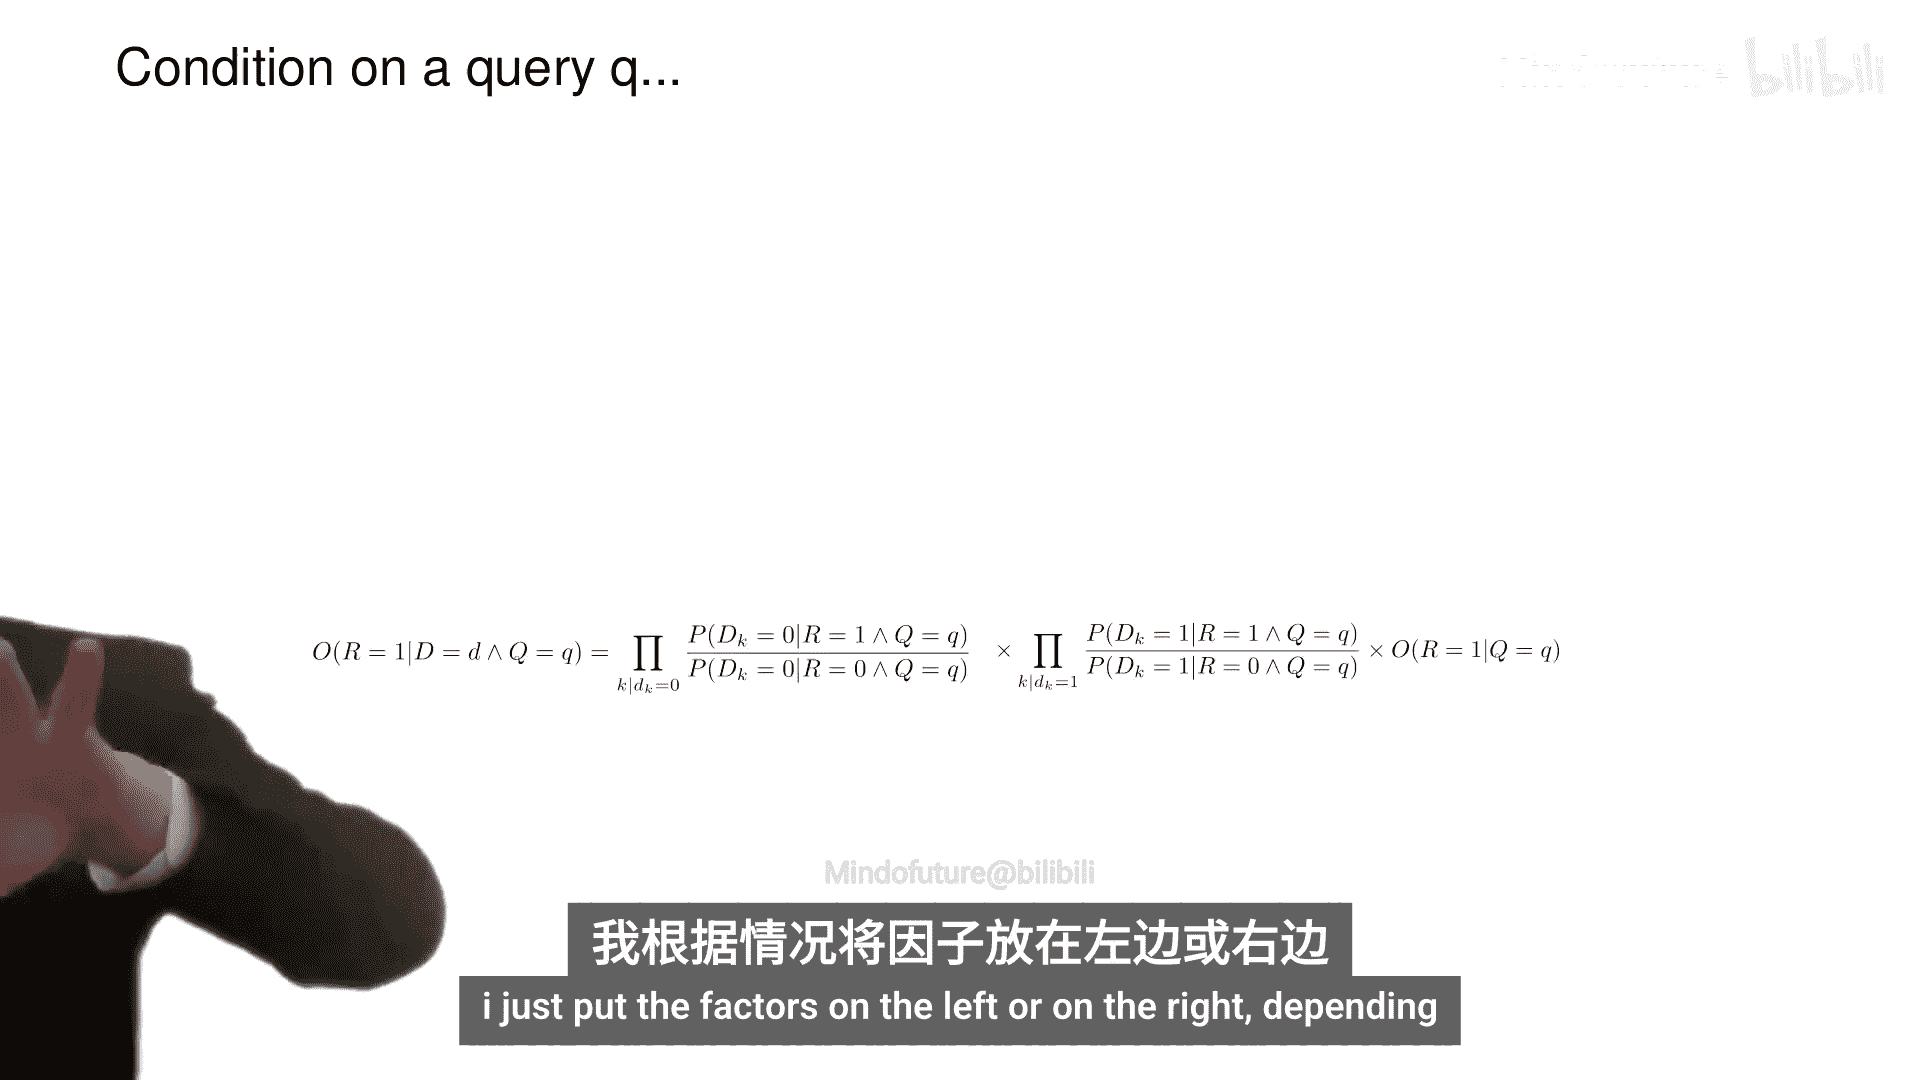 Condition on a query q...
bilibili
O(R = 1|D = d ∧ Q = q) = ∏_{k|d_k=0} P(D_k = 0|R = 1 ∧ Q = q) / P(D_k = 0|R = 0 ∧ Q = q) × ∏_{k|d_k=1} P(D_k = 1|R = 1 ∧ Q = q) / P(D_k = 1|R = 0 ∧ Q = q) × O(R = 1|Q = q)
Mindofuture@bilibili
我根据情况将因子放在左边或右边
i just put the factors on the left or on the right, depending